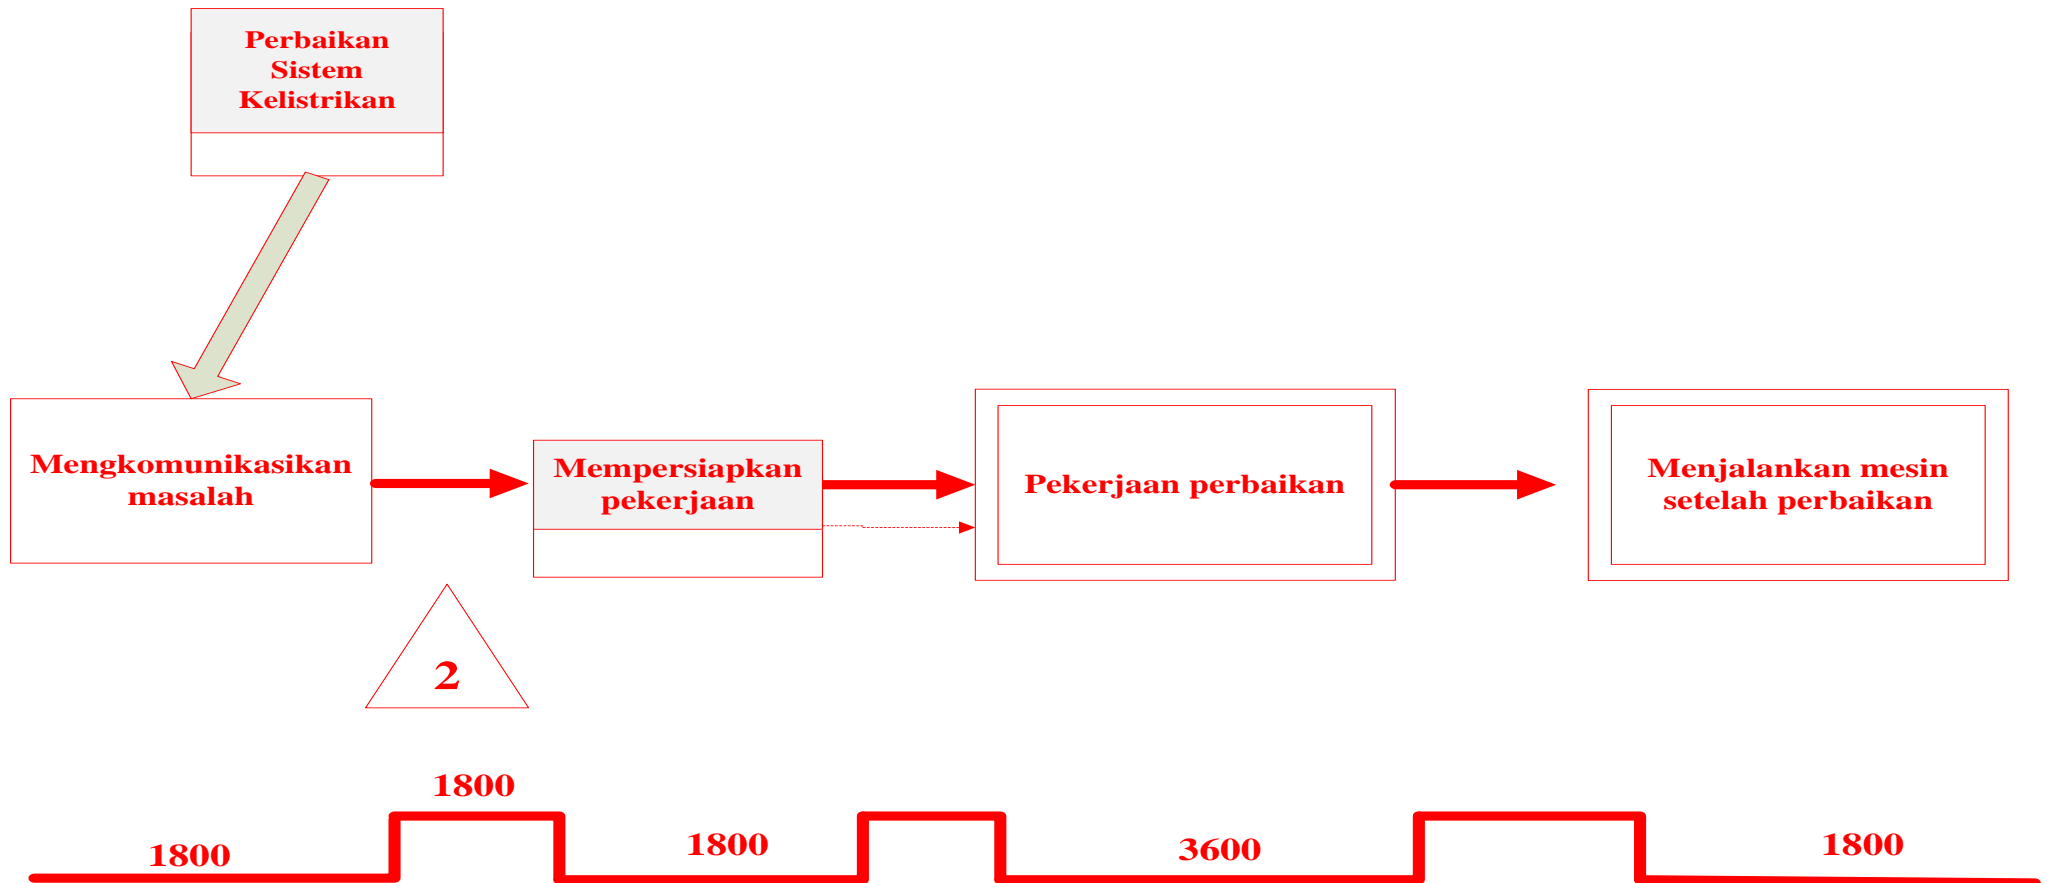 Perbaikan
Sistem
Kelistrikan
Mengkomunikasikan
masalah
Mempersiapkan
pekerjaan
Pekerjaan perbaikan
Menjalankan mesin
setelah perbaikan
2
1800
1800
1800
3600
1800